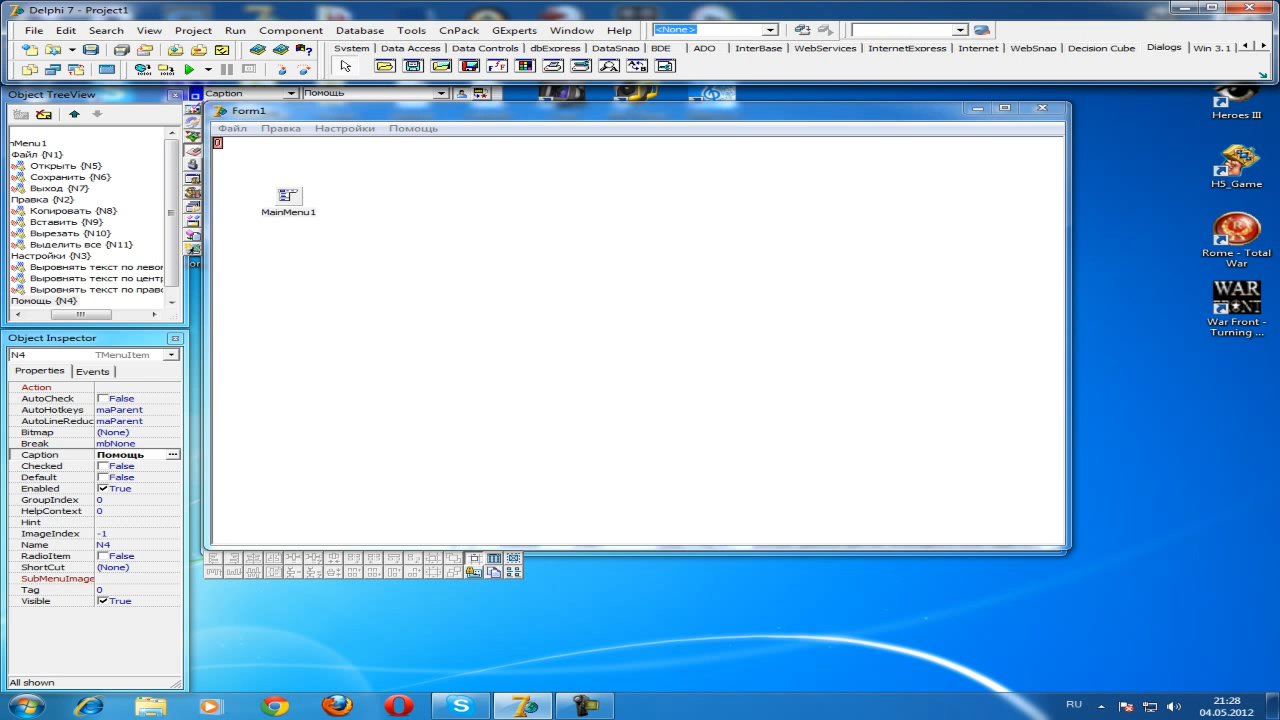 Delphi 7 - Project1
File Edit Search View Project Run Component Database Tools CnPack GExperts Window Help <None>
System Data Access Data Controls dbExpress DataSnap BDE ADO InterBase WebServices InternetExpress Internet WebSnap Decision Cube Dialogs Win 3.1
Object TreeView
Caption Помощь
Form1
Файл Правка Настройки Помощь
0
MainMenu1
nMenu1
Файл {N1}
Открыть {N5}
Сохранить {N6}
Выход {N7}
Правка {N2}
Копировать {N8}
Вставить {N9}
Вырезать {N10}
Выделить все {N11}
Настройки {N3}
Выровнять текст по левом
Выровнять текст по центр
Выровнять текст по право
Помощь {N4}
Object Inspector
N4 TMenuItem
Properties Events
Action
AutoCheck False
AutoHotkeys maParent
AutoLineReduc maParent
Bitmap (None)
Break mbNone
Caption Помощь
Checked False
Default False
Enabled True
GroupIndex 0
HelpContext 0
Hint
ImageIndex -1
Name N4
RadioItem False
ShortCut (None)
SubMenuImage
Tag 0
Visible True
All shown
Heroes III
H5_Game
Rome - Total
War
WAR
FRONT
War Front -
Turning ...
RU
21:28
04.05.2012